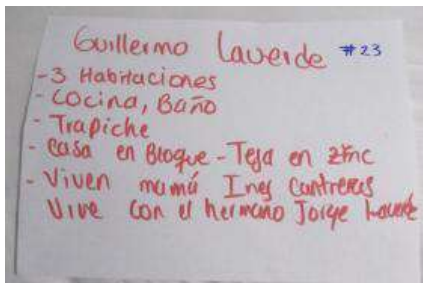 Guillermo Laverde #23
- 3 Habitaciones
- Cocina, Baño
- Trapiche
- Casa en Bloque - Teja en zinc
- Viven mamá Ines Contreras
Vive con el hermano Jorge Laverde